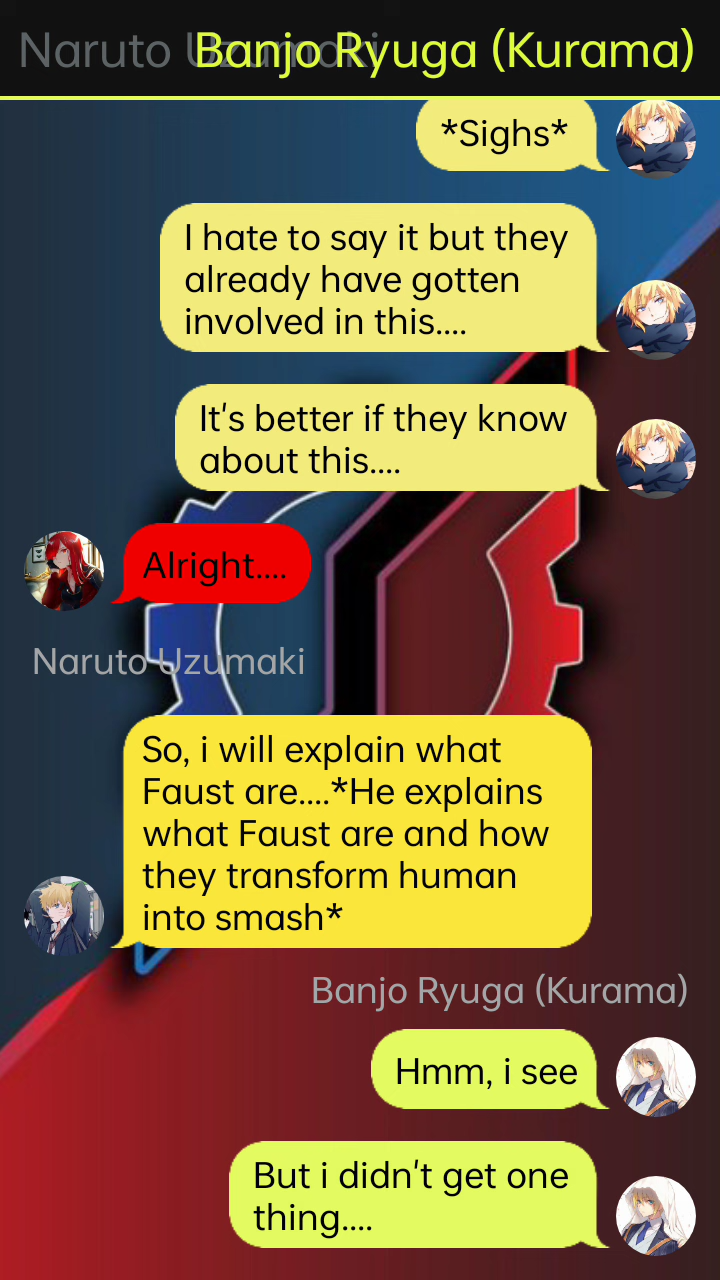 Naruto Uzumaki
Banjo Ryuga (Kurama)
*Sighs*
I hate to say it but they
already have gotten
involved in this....
It's better if they know
about this....
Alright....
Naruto Uzumaki
So, i will explain what
Faust are....*He explains
what Faust are and how
they transform human
into smash*
Banjo Ryuga (Kurama)
Hmm, i see
But i didn't get one
thing....